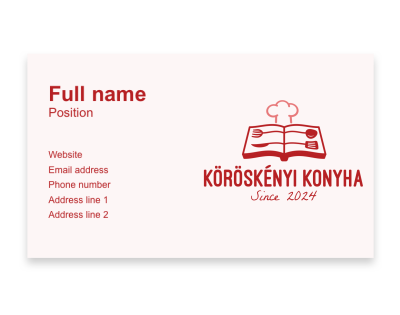 Full name
Position
Website
Email address
Phone number
Address line 1
Address line 2
KÖRÖSKÉNYI KONYHA
Since 2024